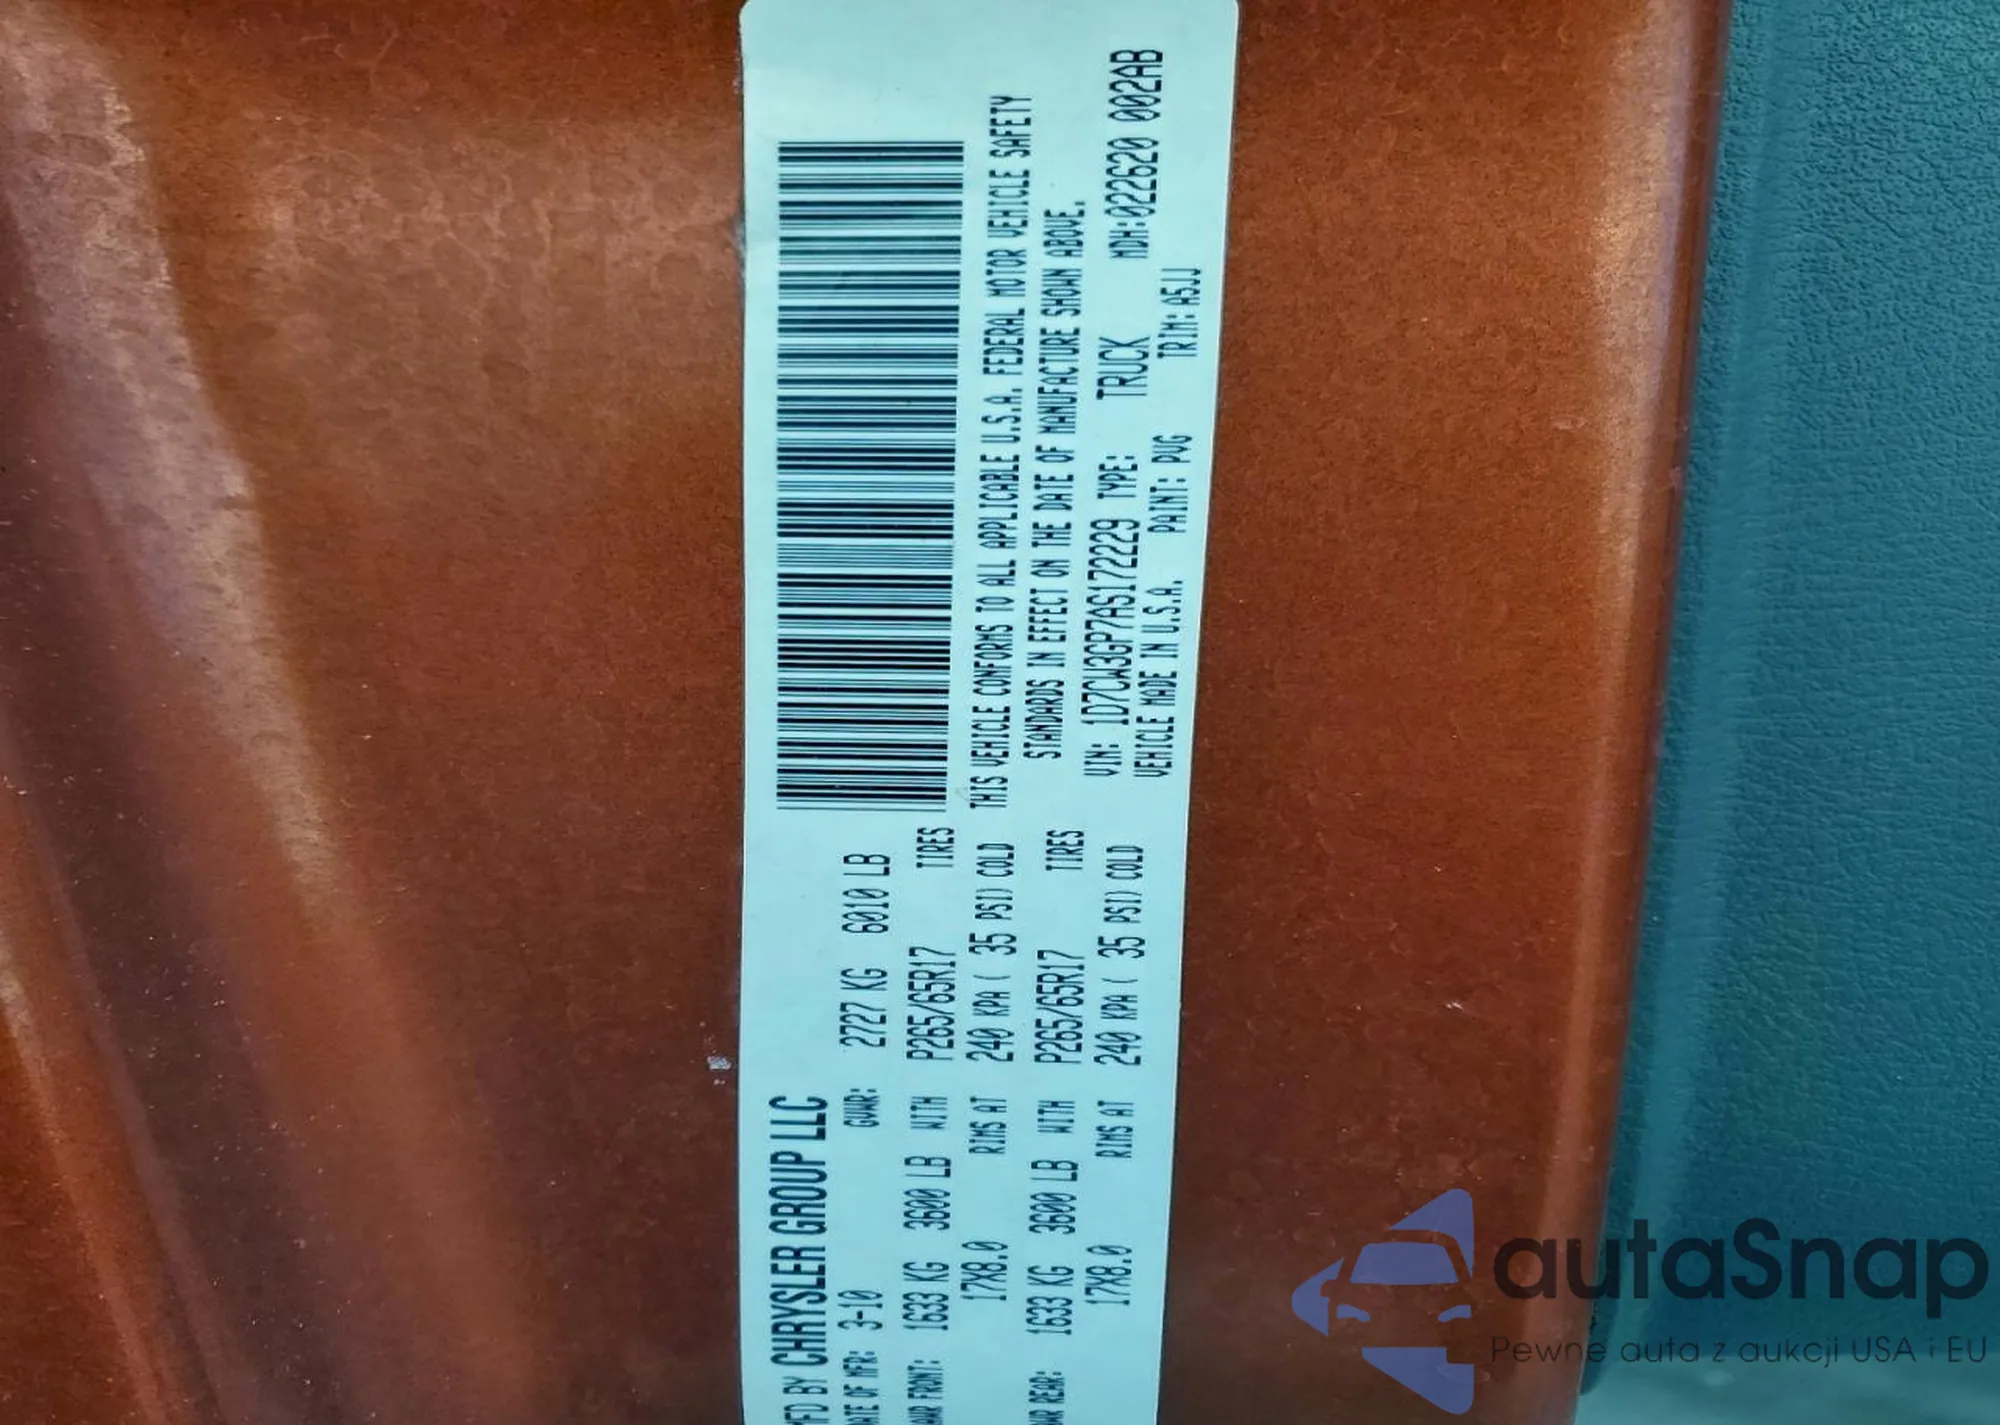 MFD BY CHRYSLER GROUP LLC
DATE OF MFR: 3-10 GVWR: 2727 KG 6010 LB
GAWR FRONT: 1633 KG 3600 LB WITH P265/65R17 TIRES
17X8.0 RIMS AT 240 KPA ( 35 PSI) COLD
GAWR REAR: 1633 KG 3600 LB WITH P265/65R17 TIRES
17X8.0 RIMS AT 240 KPA ( 35 PSI) COLD
THIS VEHICLE CONFORMS TO ALL APPLICABLE U.S.A. FEDERAL MOTOR VEHICLE SAFETY
STANDARDS IN EFFECT ON THE DATE OF MANUFACTURE SHOWN ABOVE.
VIN: 1D7CW3GP7AS172229 TYPE: TRUCK MDH:022620 002AB
VEHICLE MADE IN U.S.A. PAINT: PVG TRIM: A5JJ
autaSnap
Pewne auta z aukcji USA i EU